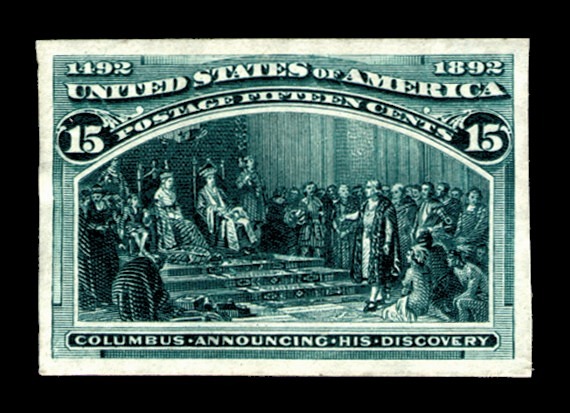 1492 1892
UNITED STATES OF AMERICA
POSTAGE FIFTEEN CENTS
15 15
COLUMBUS · ANNOUNCING · HIS · DISCOVERY